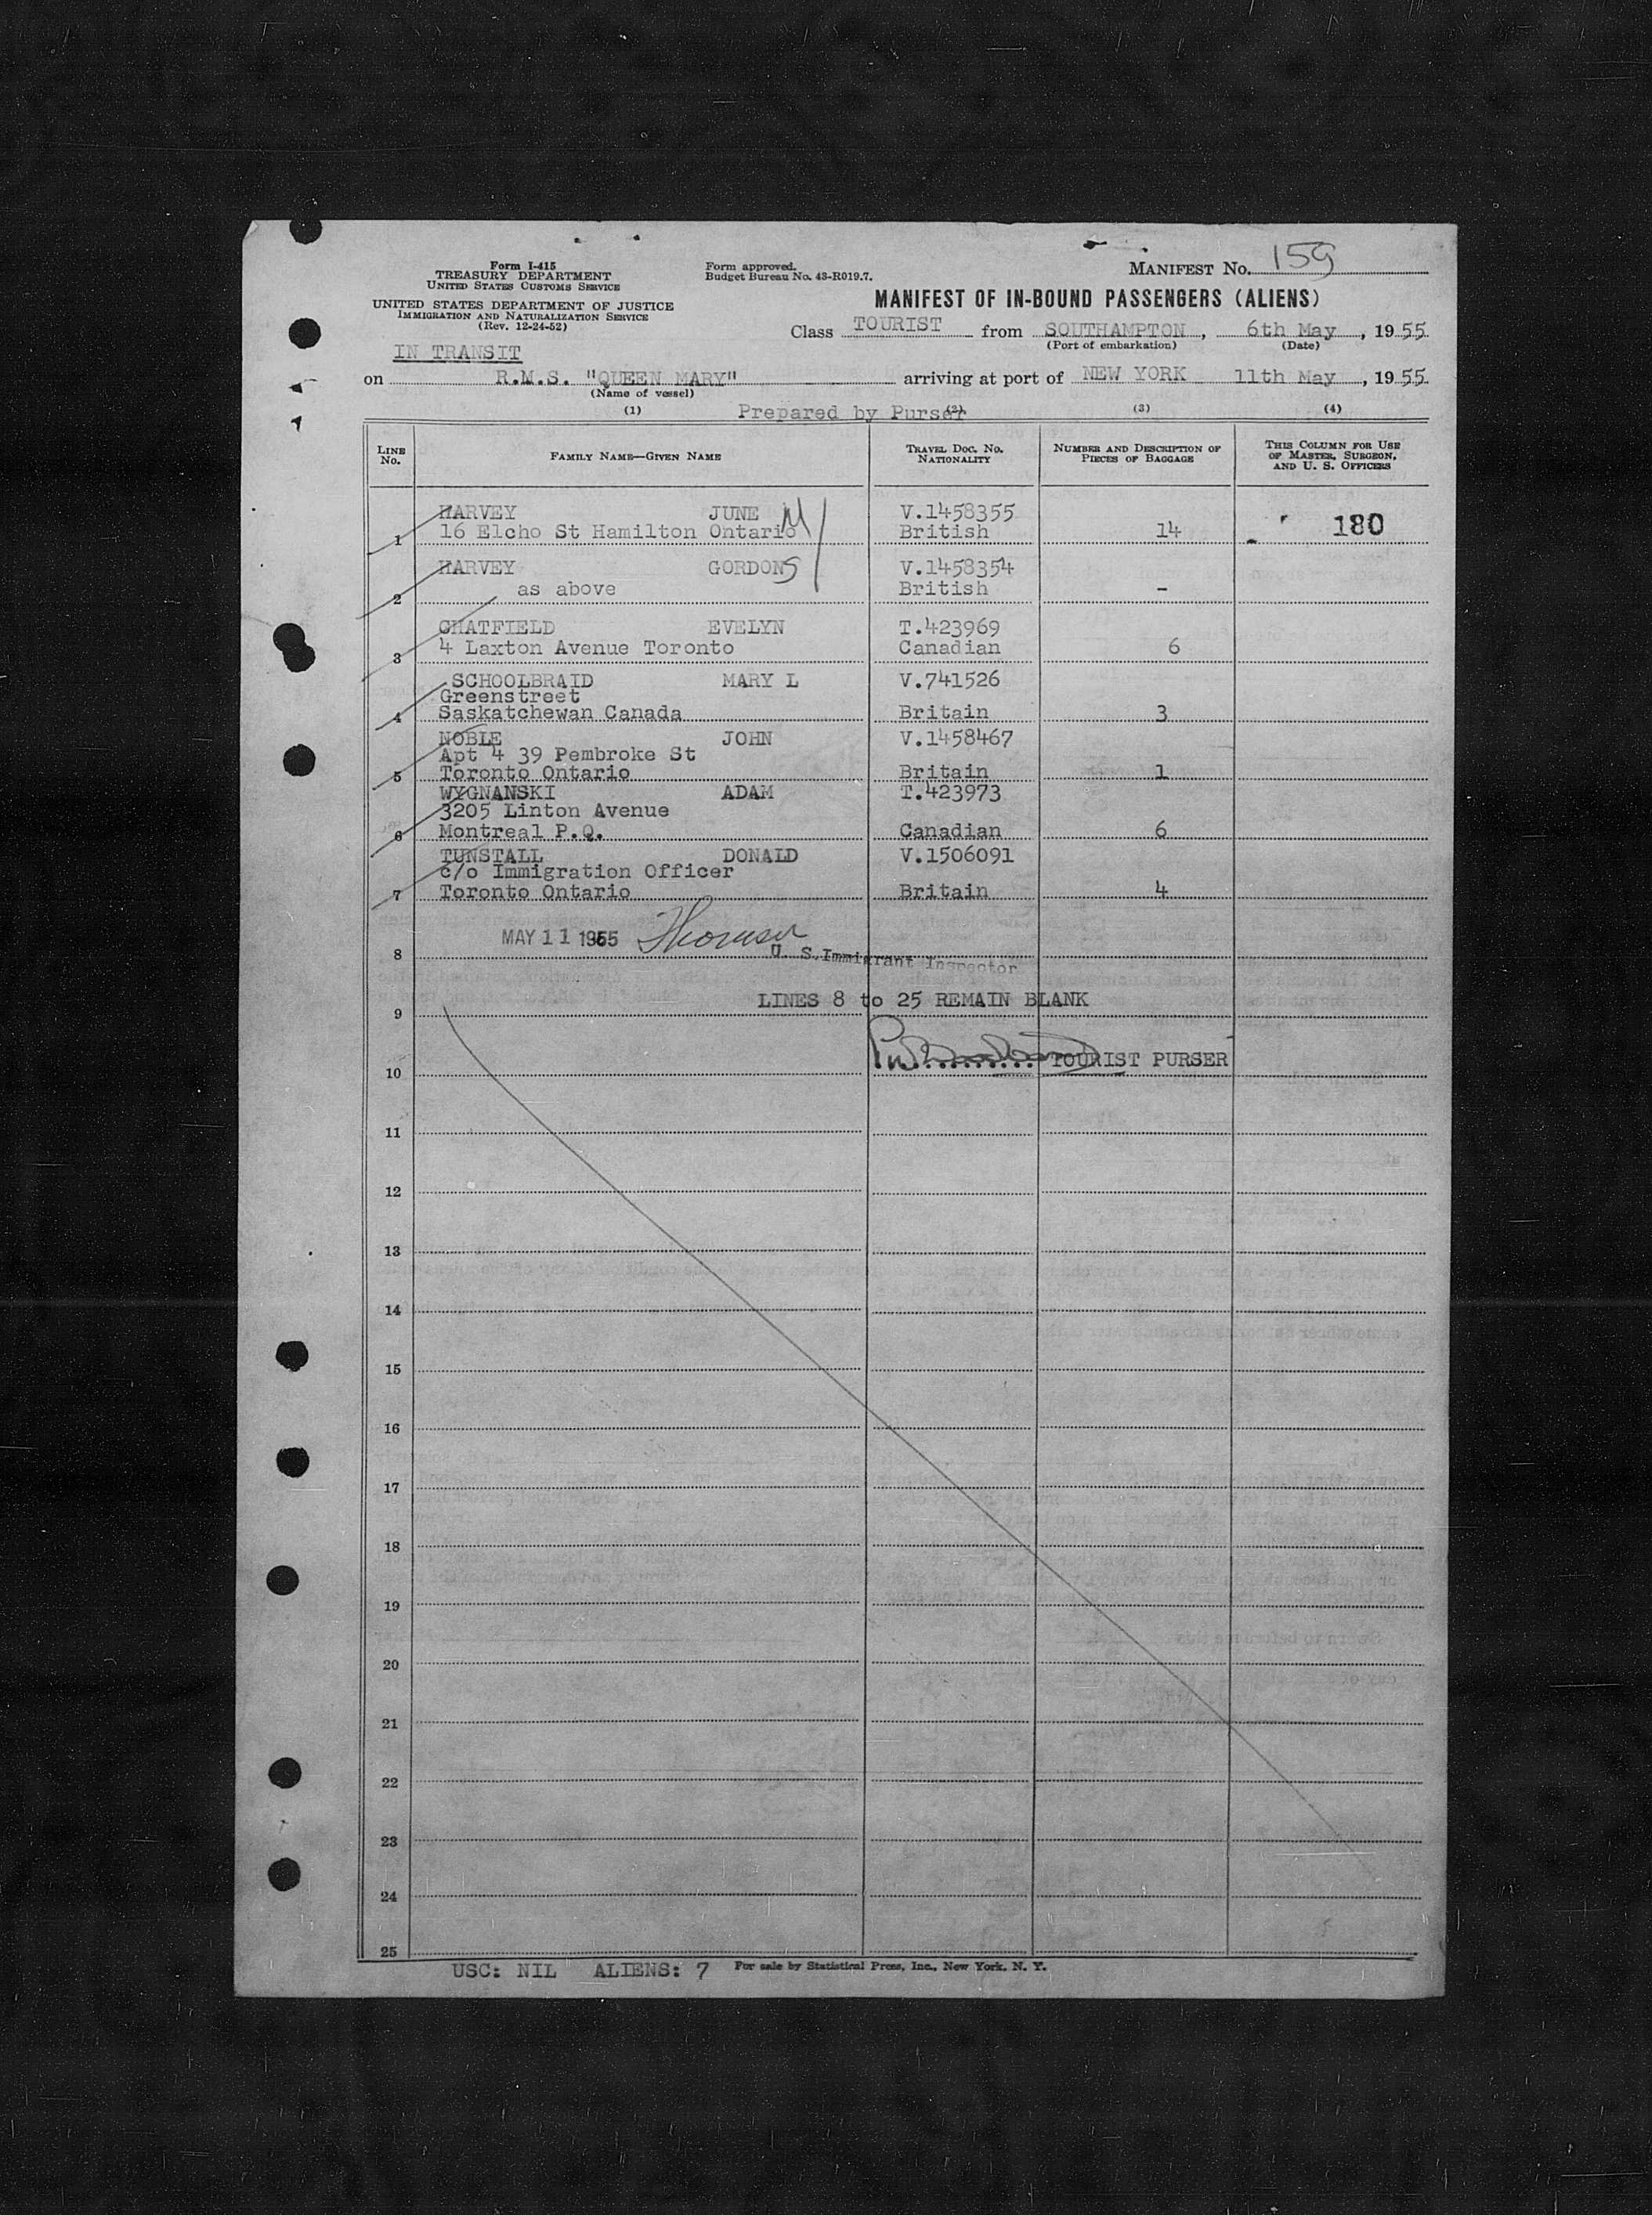 Form I-415
TREASURY DEPARTMENT
UNITED STATES CUSTOMS SERVICE
UNITED STATES DEPARTMENT OF JUSTICE
IMMIGRATION AND NATURALIZATION SERVICE
(Rev. 12-24-52)
Form approved.
Budget Bureau No. 43-R019.7.
MANIFEST No. 159
MANIFEST OF IN-BOUND PASSENGERS (ALIENS)
Class TOURIST from SOUTHAMPTON, 6th May, 1955
(Port of embarkation) (Date)
IN TRANSIT
on R.M.S. "QUEEN MARY" arriving at port of NEW YORK 11th May, 1955
(Name of vessel)
(1) Prepared by Purser (2) (3) (4)
LINE No. FAMILY NAME—GIVEN NAME TRAVEL DOC. No. NATIONALITY NUMBER AND DESCRIPTION OF PIECES OF BAGGAGE THIS COLUMN FOR USE OF MASTER, SURGEON, AND U. S. OFFICERS
HARVEY JUNE M V.1458355
1 16 Elcho St Hamilton Ontario British 14 180
HARVEY GORDON S V.1458354
2 as above British -
CHATFIELD EVELYN T.423969
3 4 Laxton Avenue Toronto Canadian 6
SCHOOLBRAID MARY L V.741526
Greenstreet
4 Saskatchewan Canada Britain 3
NOBLE JOHN V.1458467
Apt 4 39 Pembroke St
5 Toronto Ontario Britain 1
WYGNANSKI ADAM T.423973
3205 Linton Avenue
6 Montreal P.Q. Canadian 6
TUNSTALL DONALD V.1506091
c/o Immigration Officer
7 Toronto Ontario Britain 4
MAY 11 1955
8 U. S. Immigrant Inspector
LINES 8 to 25 REMAIN BLANK
9
TOURIST PURSER
10
11
12
13
14
15
16
17
18
19
20
21
22
23
24
25
USC: NIL ALIENS: 7 For sale by Statistical Press, Inc., New York, N. Y.